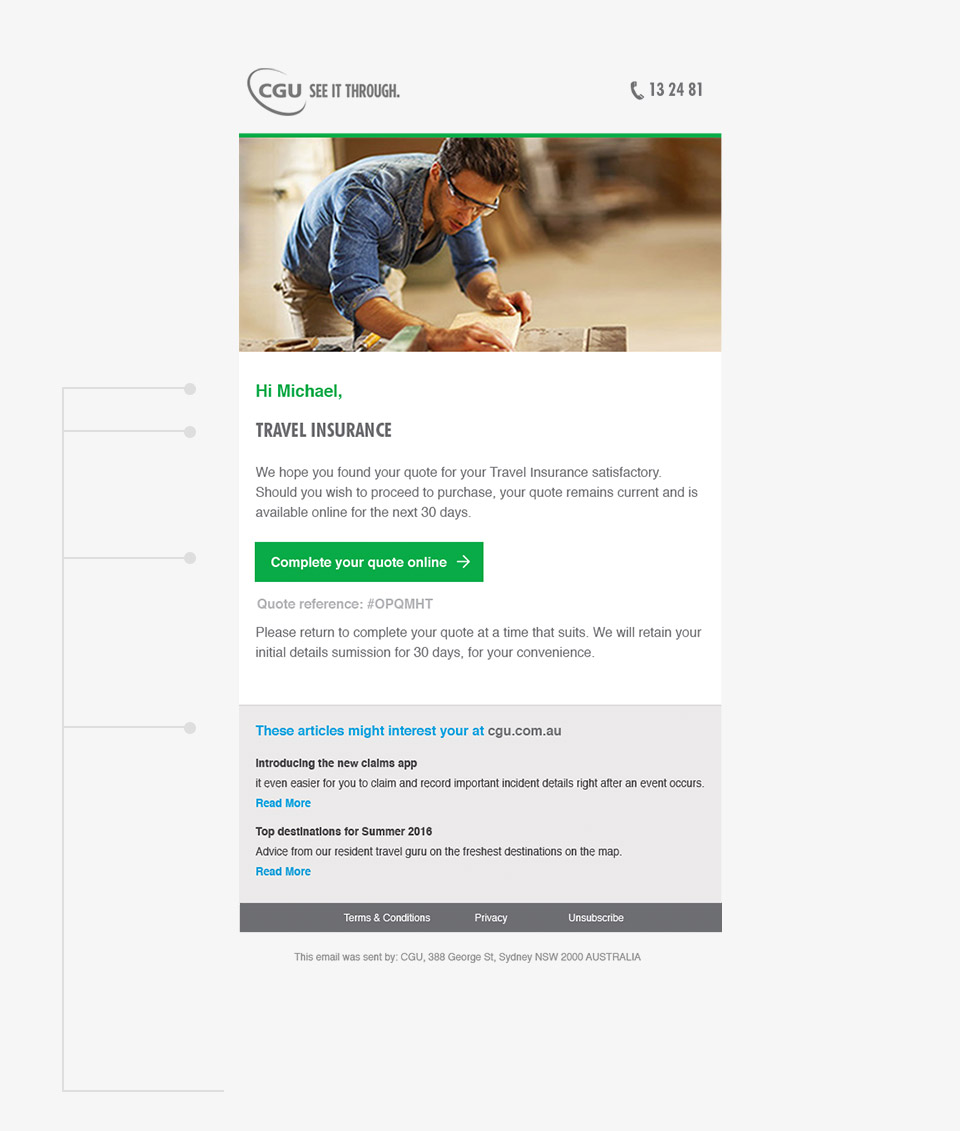 CGU SEE IT THROUGH.
13 24 81
Hi Michael,
TRAVEL INSURANCE
We hope you found your quote for your Travel Insurance satisfactory.
Should you wish to proceed to purchase, your quote remains current and is
available online for the next 30 days.
Complete your quote online
Quote reference: #OPQMHT
Please return to complete your quote at a time that suits. We will retain your
initial details sumission for 30 days, for your convenience.
These articles might interest your at cgu.com.au
Introducing the new claims app
it even easier for you to claim and record important incident details right after an event occurs.
Read More
Top destinations for Summer 2016
Advice from our resident travel guru on the freshest destinations on the map.
Read More
Terms & Conditions Privacy Unsubscribe
This email was sent by: CGU, 388 George St, Sydney NSW 2000 AUSTRALIA